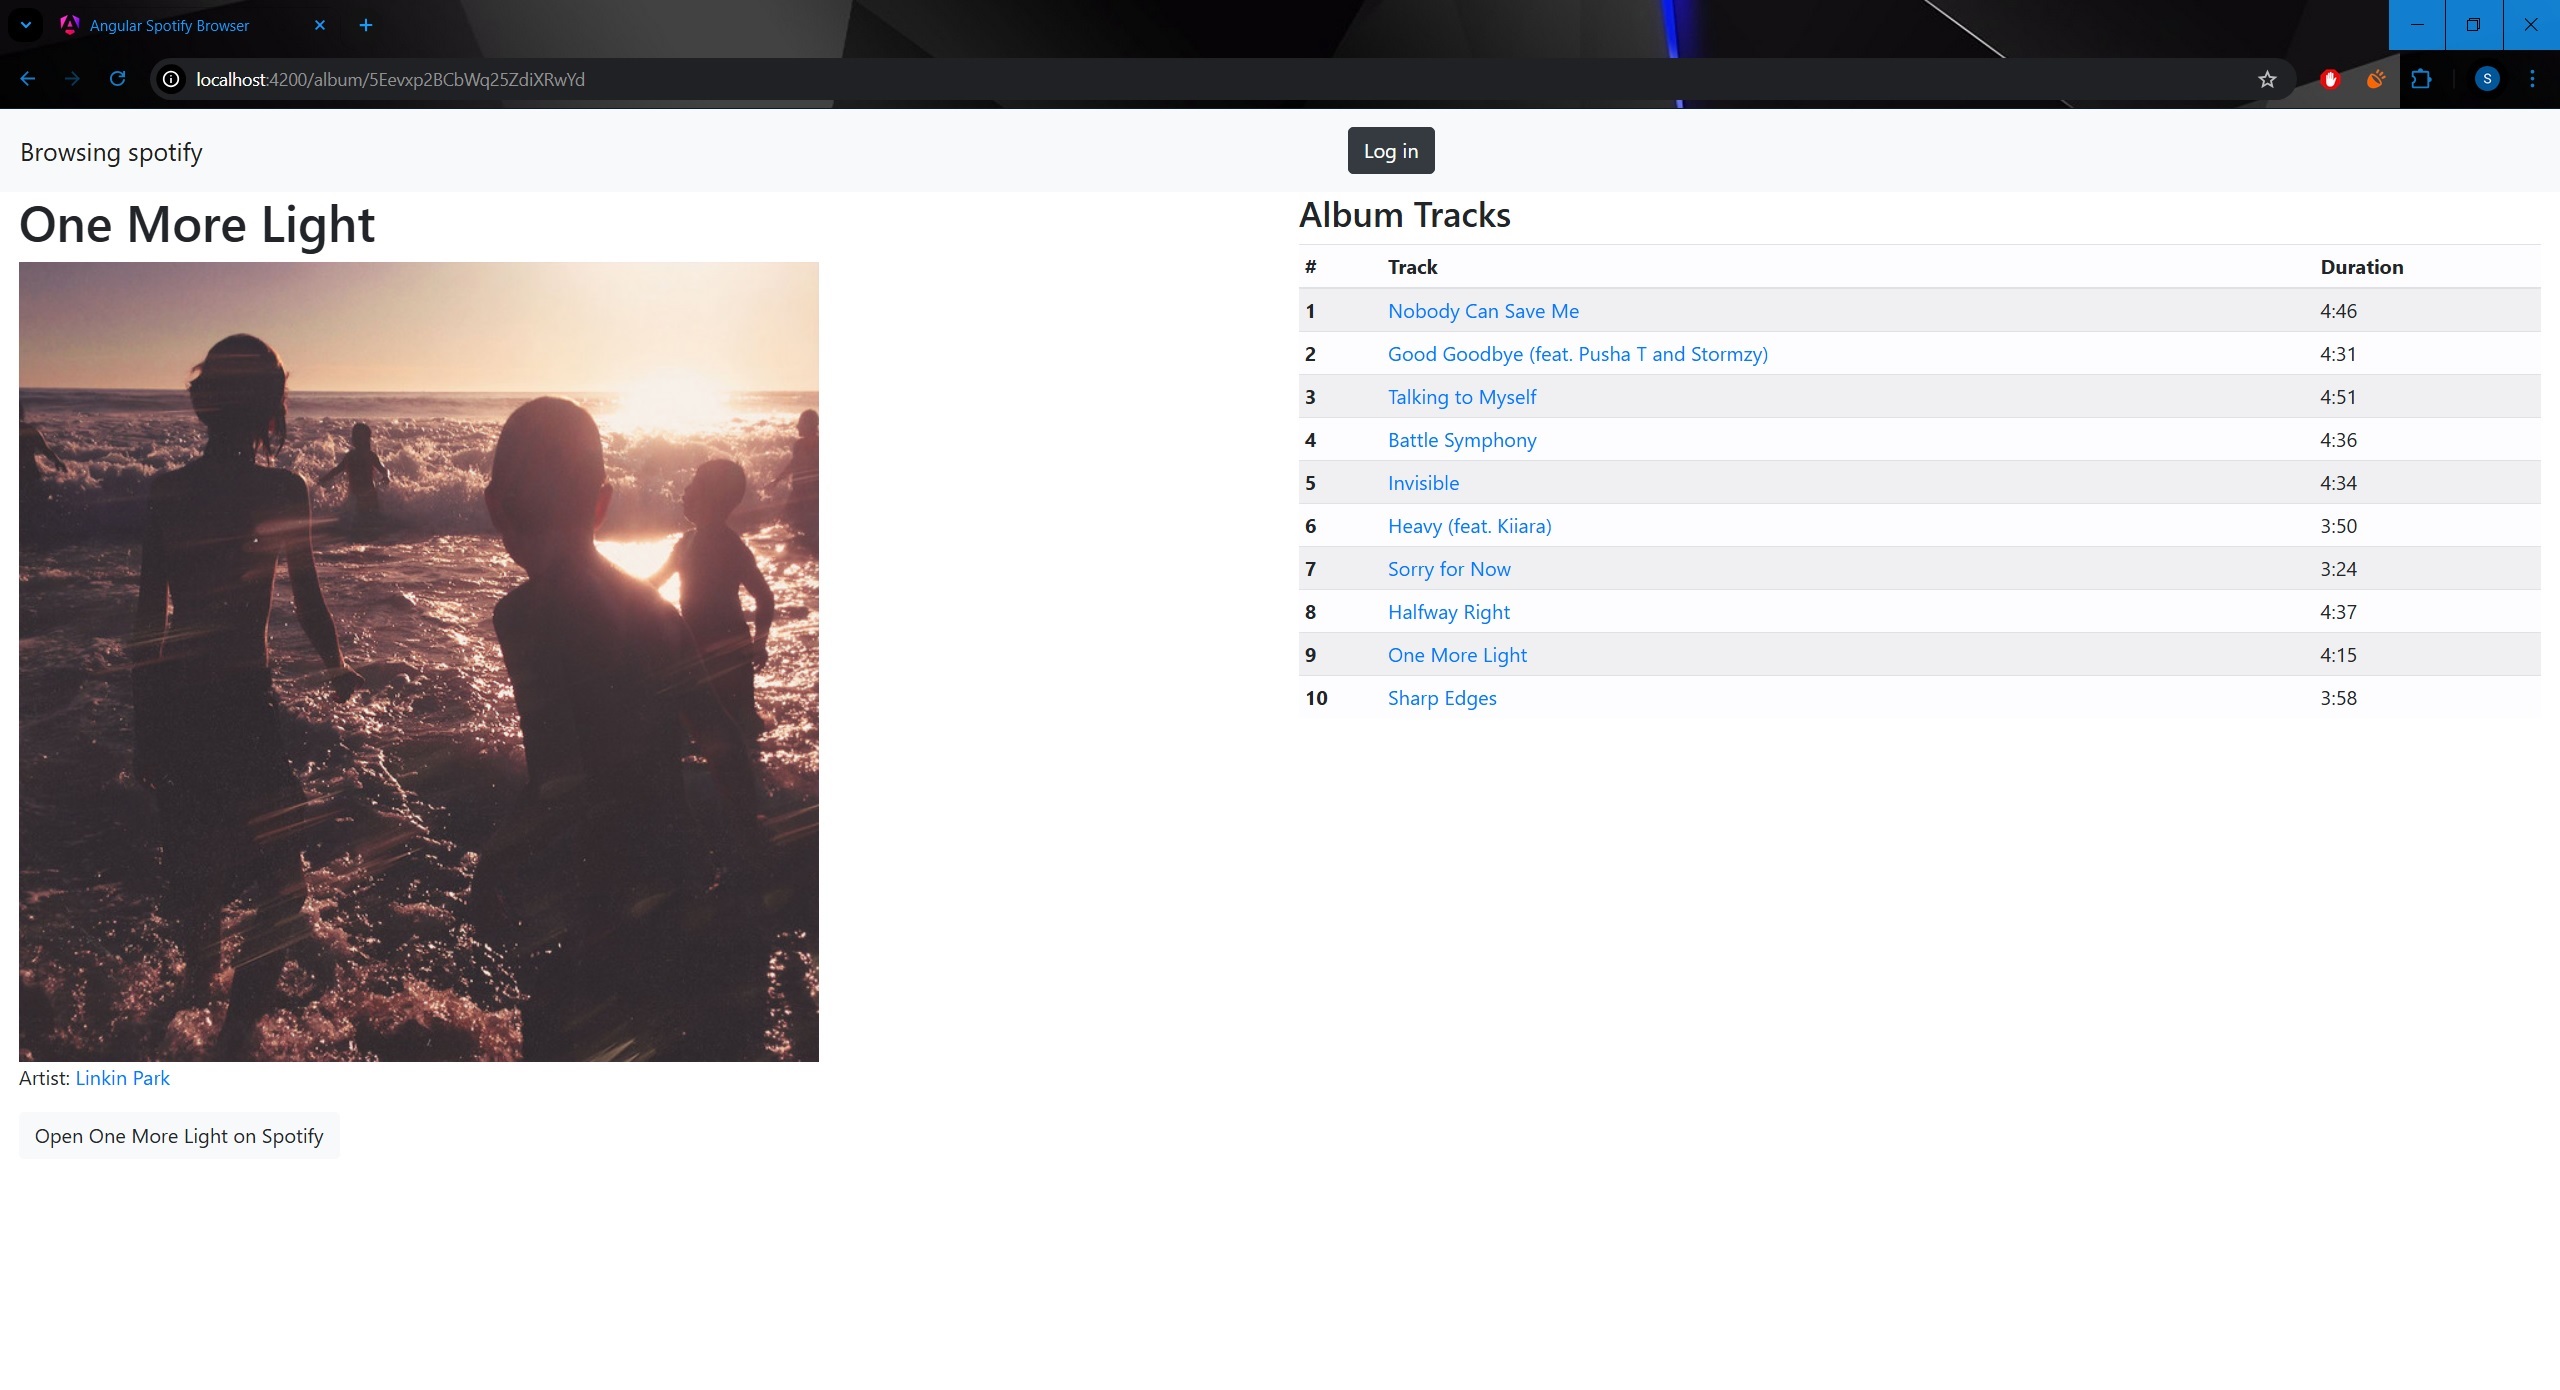 Angular Spotify Browser
localhost:4200/album/5Eevxp2BCbWq25ZdiXRwYd
S
Browsing spotify
Log in
One More Light
Artist: Linkin Park
Open One More Light on Spotify
Album Tracks
# Track Duration
1 Nobody Can Save Me 4:46
2 Good Goodbye (feat. Pusha T and Stormzy) 4:31
3 Talking to Myself 4:51
4 Battle Symphony 4:36
5 Invisible 4:34
6 Heavy (feat. Kiiara) 3:50
7 Sorry for Now 3:24
8 Halfway Right 4:37
9 One More Light 4:15
10 Sharp Edges 3:58